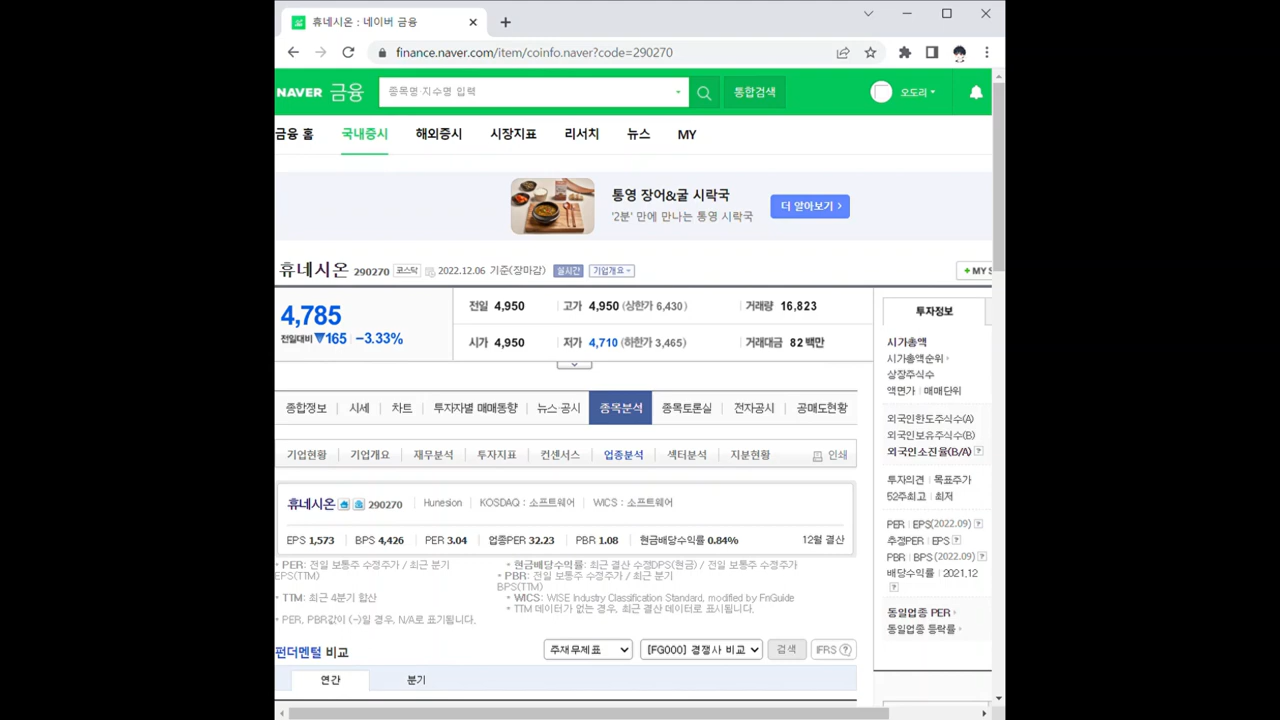 휴네시온 : 네이버 금융
finance.naver.com/item/coinfo.naver?code=290270
NAVER 금융 종목명 지수명 입력 통합검색 오도리
금융 홈 국내증시 해외증시 시장지표 리서치 뉴스 MY
통영 장어&굴 시락국
'2분' 만에 만나는 통영 시락국
더 알아보기 >
휴네시온 290270 코스닥 2022.12.06 기준(장마감) 실시간 기업개요 + MY S
4,785
전일대비 ▼165 | -3.33%
전일 4,950 | 고가 4,950 (상한가 6,430) | 거래량 16,823
시가 4,950 | 저가 4,710 (하한가 3,465) | 거래대금 82 백만
종합정보 | 시세 | 차트 | 투자자별 매매동향 | 뉴스·공시 | 종목분석 | 종목토론실 | 전자공시 | 공매도현황
기업현황 | 기업개요 | 재무분석 | 투자지표 | 컨센서스 | 업종분석 | 섹터분석 | 지분현황 인쇄
휴네시온 290270 | Hunesion | KOSDAQ : 소프트웨어 | WICS : 소프트웨어
EPS 1,573 | BPS 4,426 | PER 3.04 | 업종PER 32.23 | PBR 1.08 | 현금배당수익률 0.84% 12월 결산
• PER: 전일 보통주 수정주가 / 최근 분기
EPS(TTM)
• TTM: 최근 4분기 합산
• PER, PBR값이 (-)일 경우, N/A로 표기됩니다.
• 현금배당수익률: 최근 결산 수정DPS(현금) / 전일 보통주 수정주가
• PBR: 전일 보통주 수정주가 / 최근 분기
BPS(TTM)
• WICS: WISE Industry Classification Standard, modified by FnGuide
• TTM 데이터가 없는 경우, 최근 결산 데이터로 표시됩니다.
펀더멘털 비교 주재무제표 [FG000] 경쟁사 비교 검색 IFRS ?
연간 분기
투자정보
시가총액
시가총액순위
상장주식수
액면가 | 매매단위
외국인한도주식수(A)
외국인보유주식수(B)
외국인소진율(B/A) ?
투자의견 | 목표주가
52주최고 | 최저
PER | EPS(2022.09) ?
추정PER | EPS ?
PBR | BPS (2022.09) ?
배당수익률 | 2021.12
?
동일업종 PER
동일업종 등락률